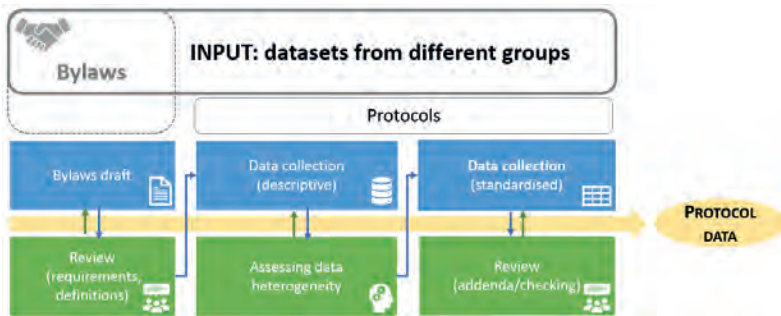 INPUT: datasets from different groups
Bylaws
Protocols
Bylaws draft
Data collection
(descriptive)
Data collection
(standardised)
PROTOCOL
DATA
Review
(requirements,
definitions)
Assessing data
heterogeneity
Review
(addenda/checking)